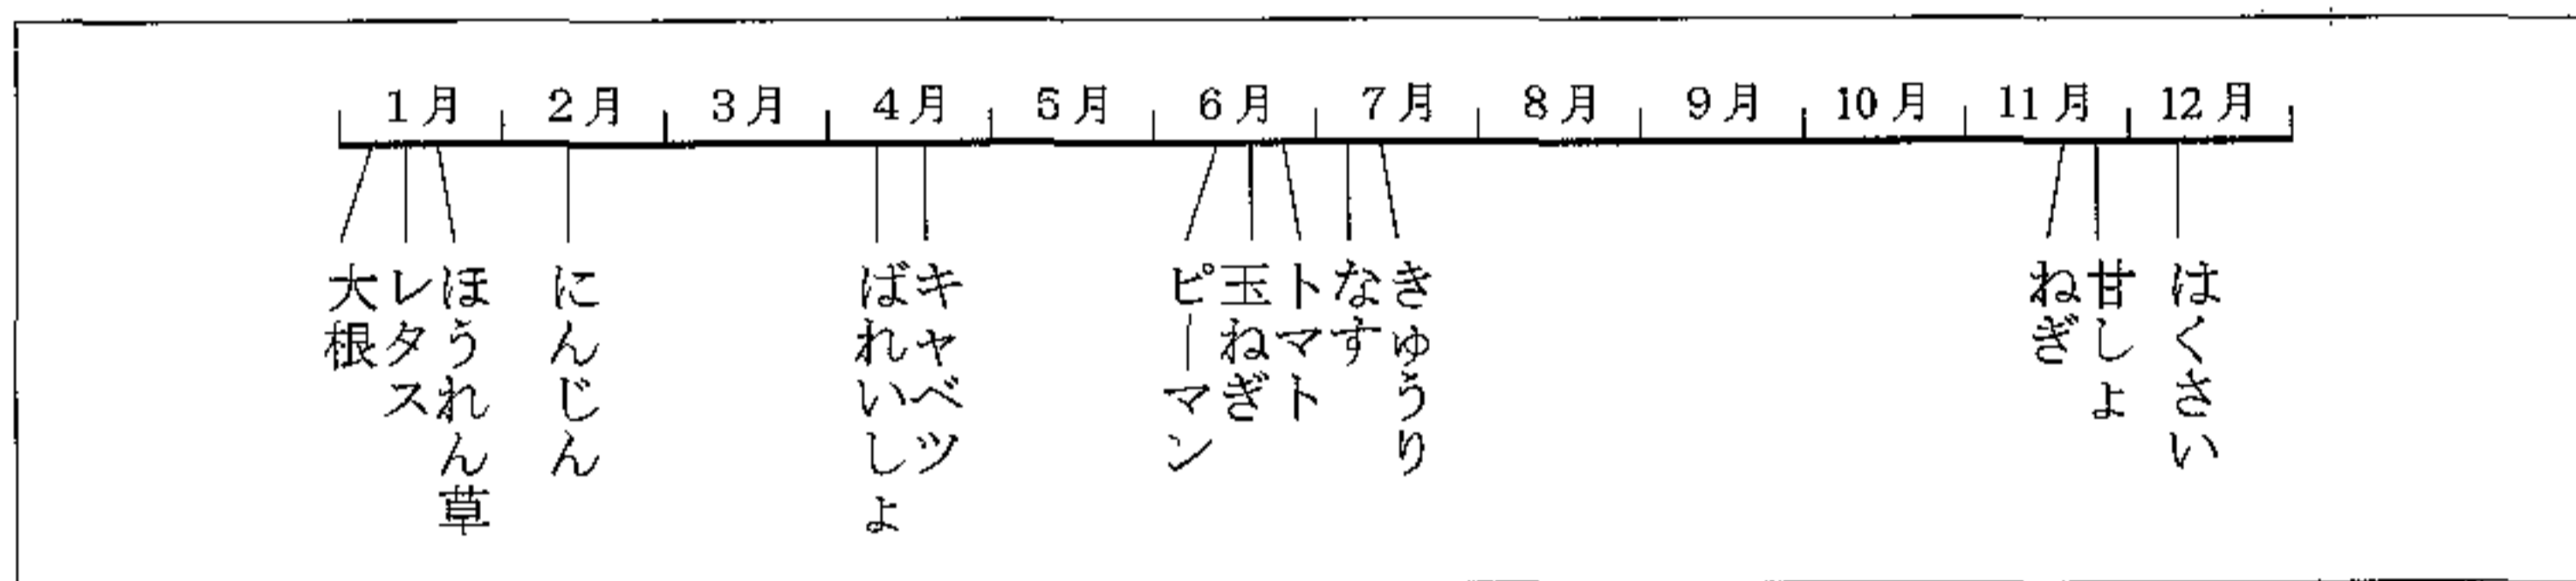 1月 2月 3月 4月 5月 6月 7月 8月 9月 10月 11月 12月
大根
レタス
ほうれん草
にんじん
ばれいしょ
キャベツ
ピーマン
玉ねぎ
トマト
なす
きゅうり
ねぎ
甘しょ
はくさい